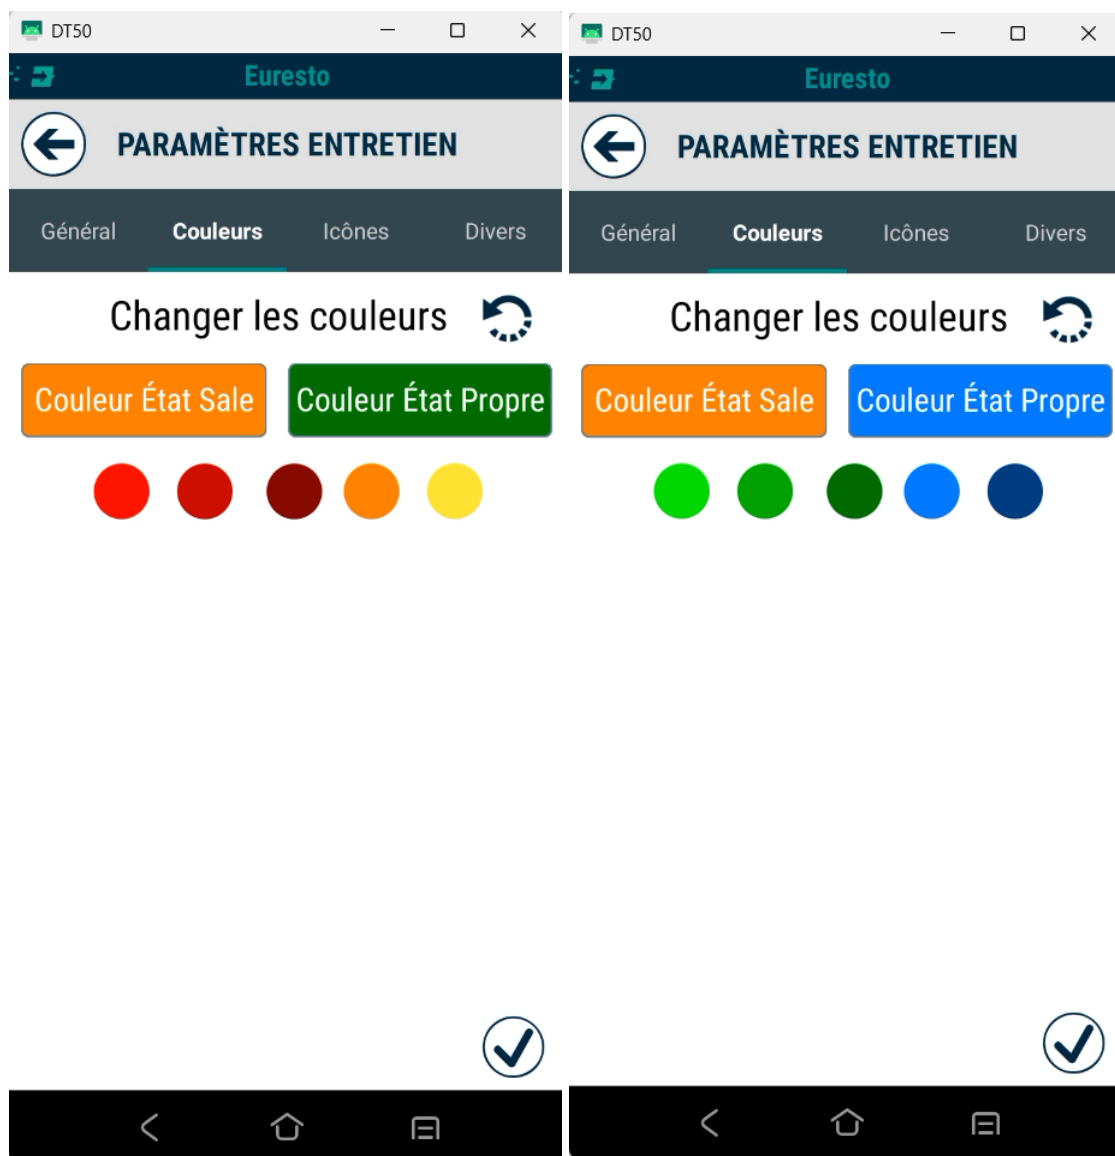 DT50
Euresto
PARAMÈTRES ENTRETIEN
Général Couleurs Icônes Divers
Changer les couleurs
Couleur État Sale Couleur État Propre
DT50
Euresto
PARAMÈTRES ENTRETIEN
Général Couleurs Icônes Divers
Changer les couleurs
Couleur État Sale Couleur État Propre